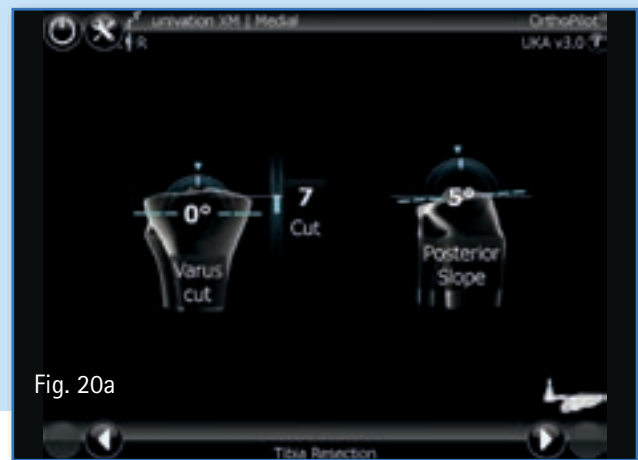 univation XM | Medial
OrthoPilot
R
UKA v3.0
0°
7
Cut
5°
Varus
cut
Posterior
Slope
Fig. 20a
Tibia Resection